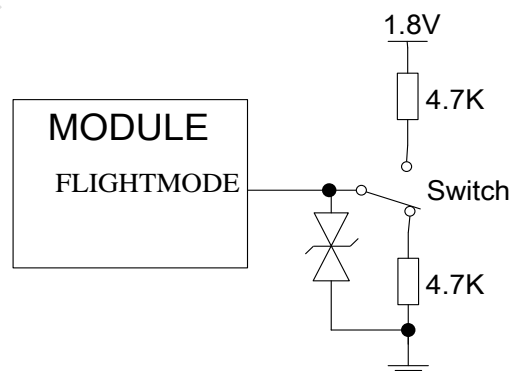 1.8V
4.7K
MODULE
FLIGHTMODE
Switch
4.7K